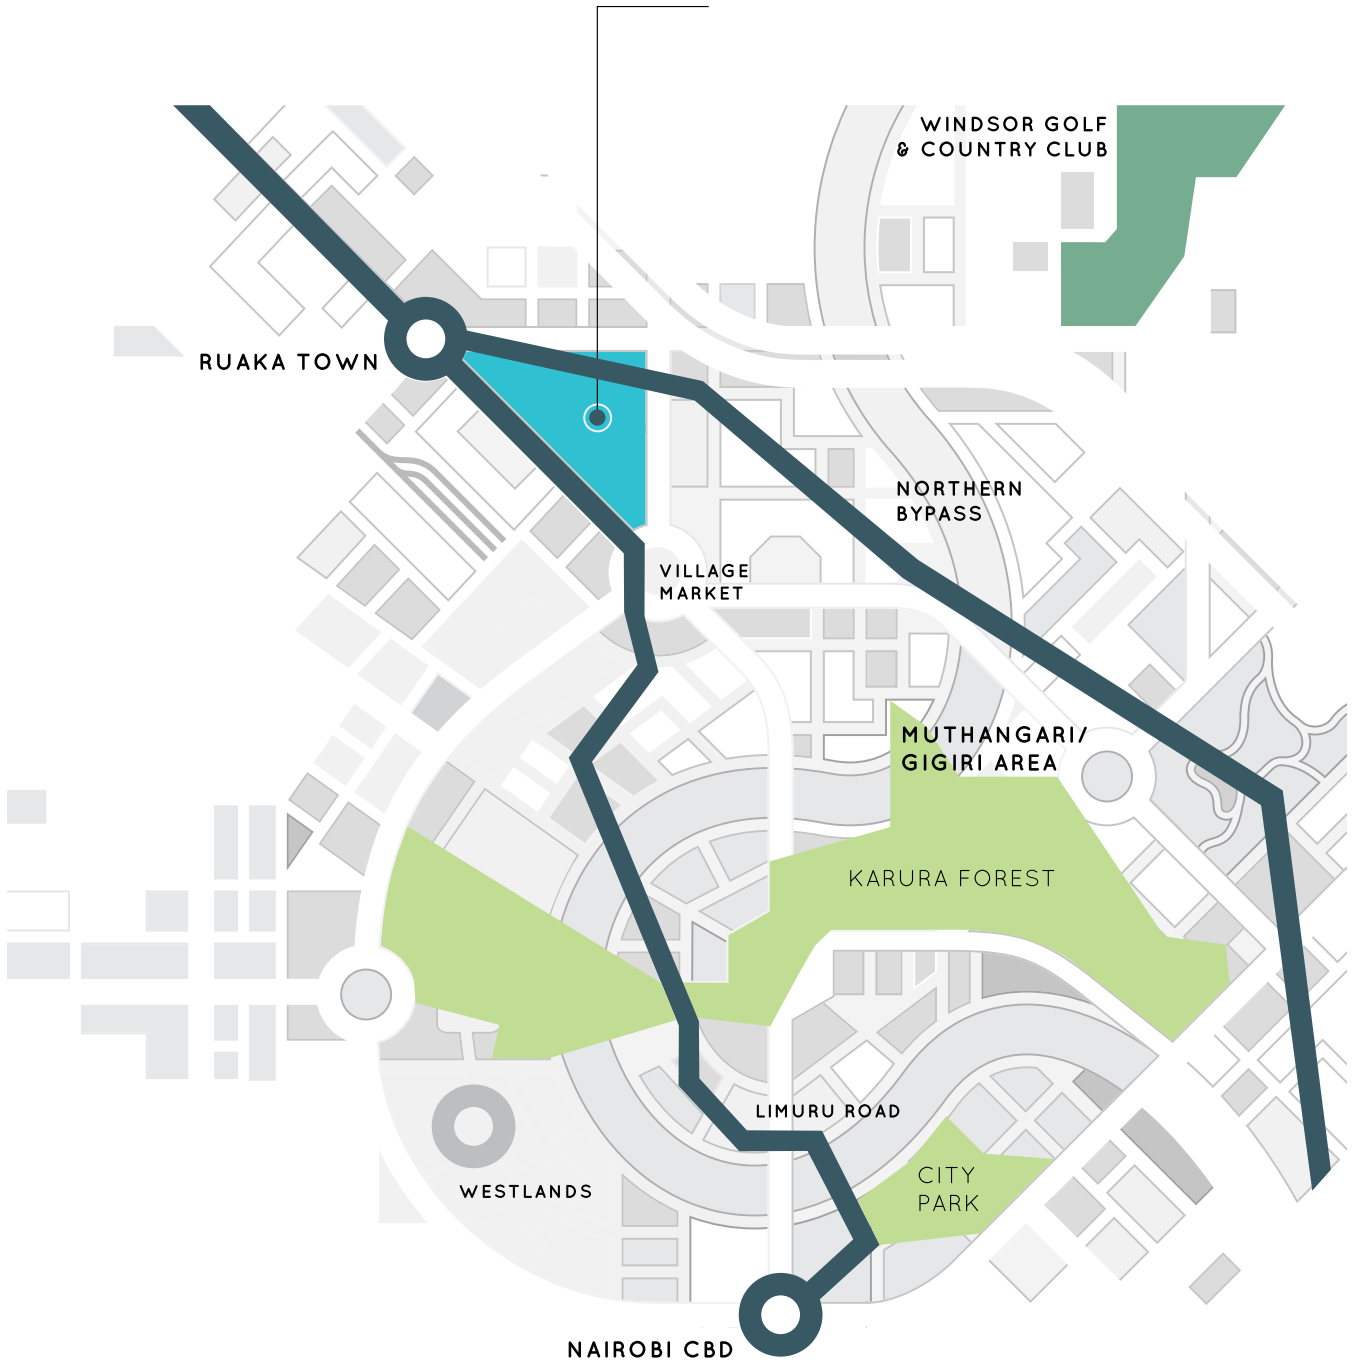 WINDSOR GOLF
& COUNTRY CLUB
RUAKA TOWN
NORTHERN
BYPASS
VILLAGE
MARKET
MUTHANGARI/
GIGIRI AREA
KARURA FOREST
LIMURU ROAD
CITY
PARK
WESTLANDS
NAIROBI CBD